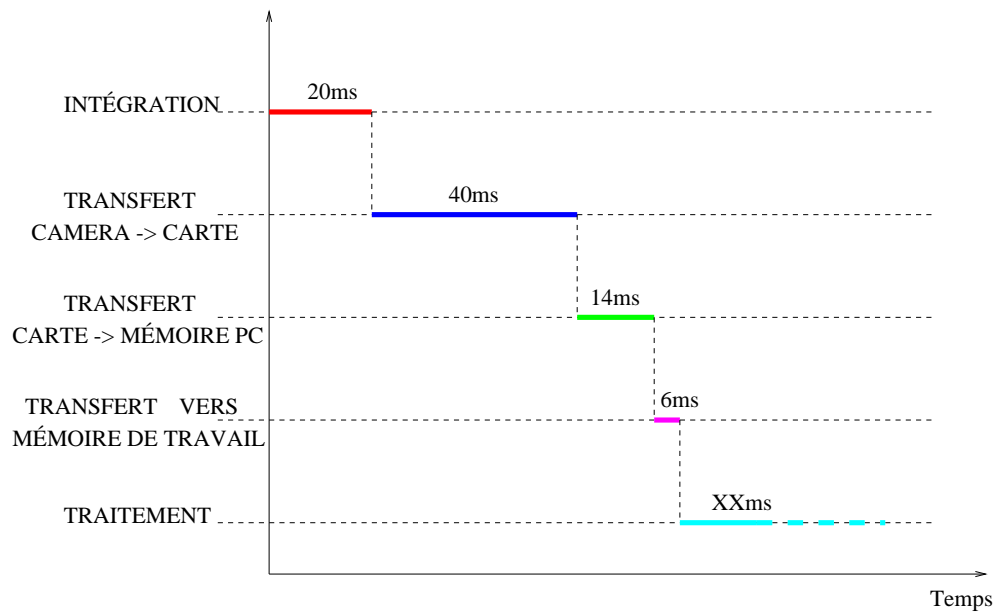 20ms
INTÉGRATION
40ms
TRANSFERT
CAMERA -> CARTE
14ms
TRANSFERT
CARTE -> MÉMOIRE PC
6ms
TRANSFERT VERS
MÉMOIRE DE TRAVAIL
XXms
TRAITEMENT
Temps